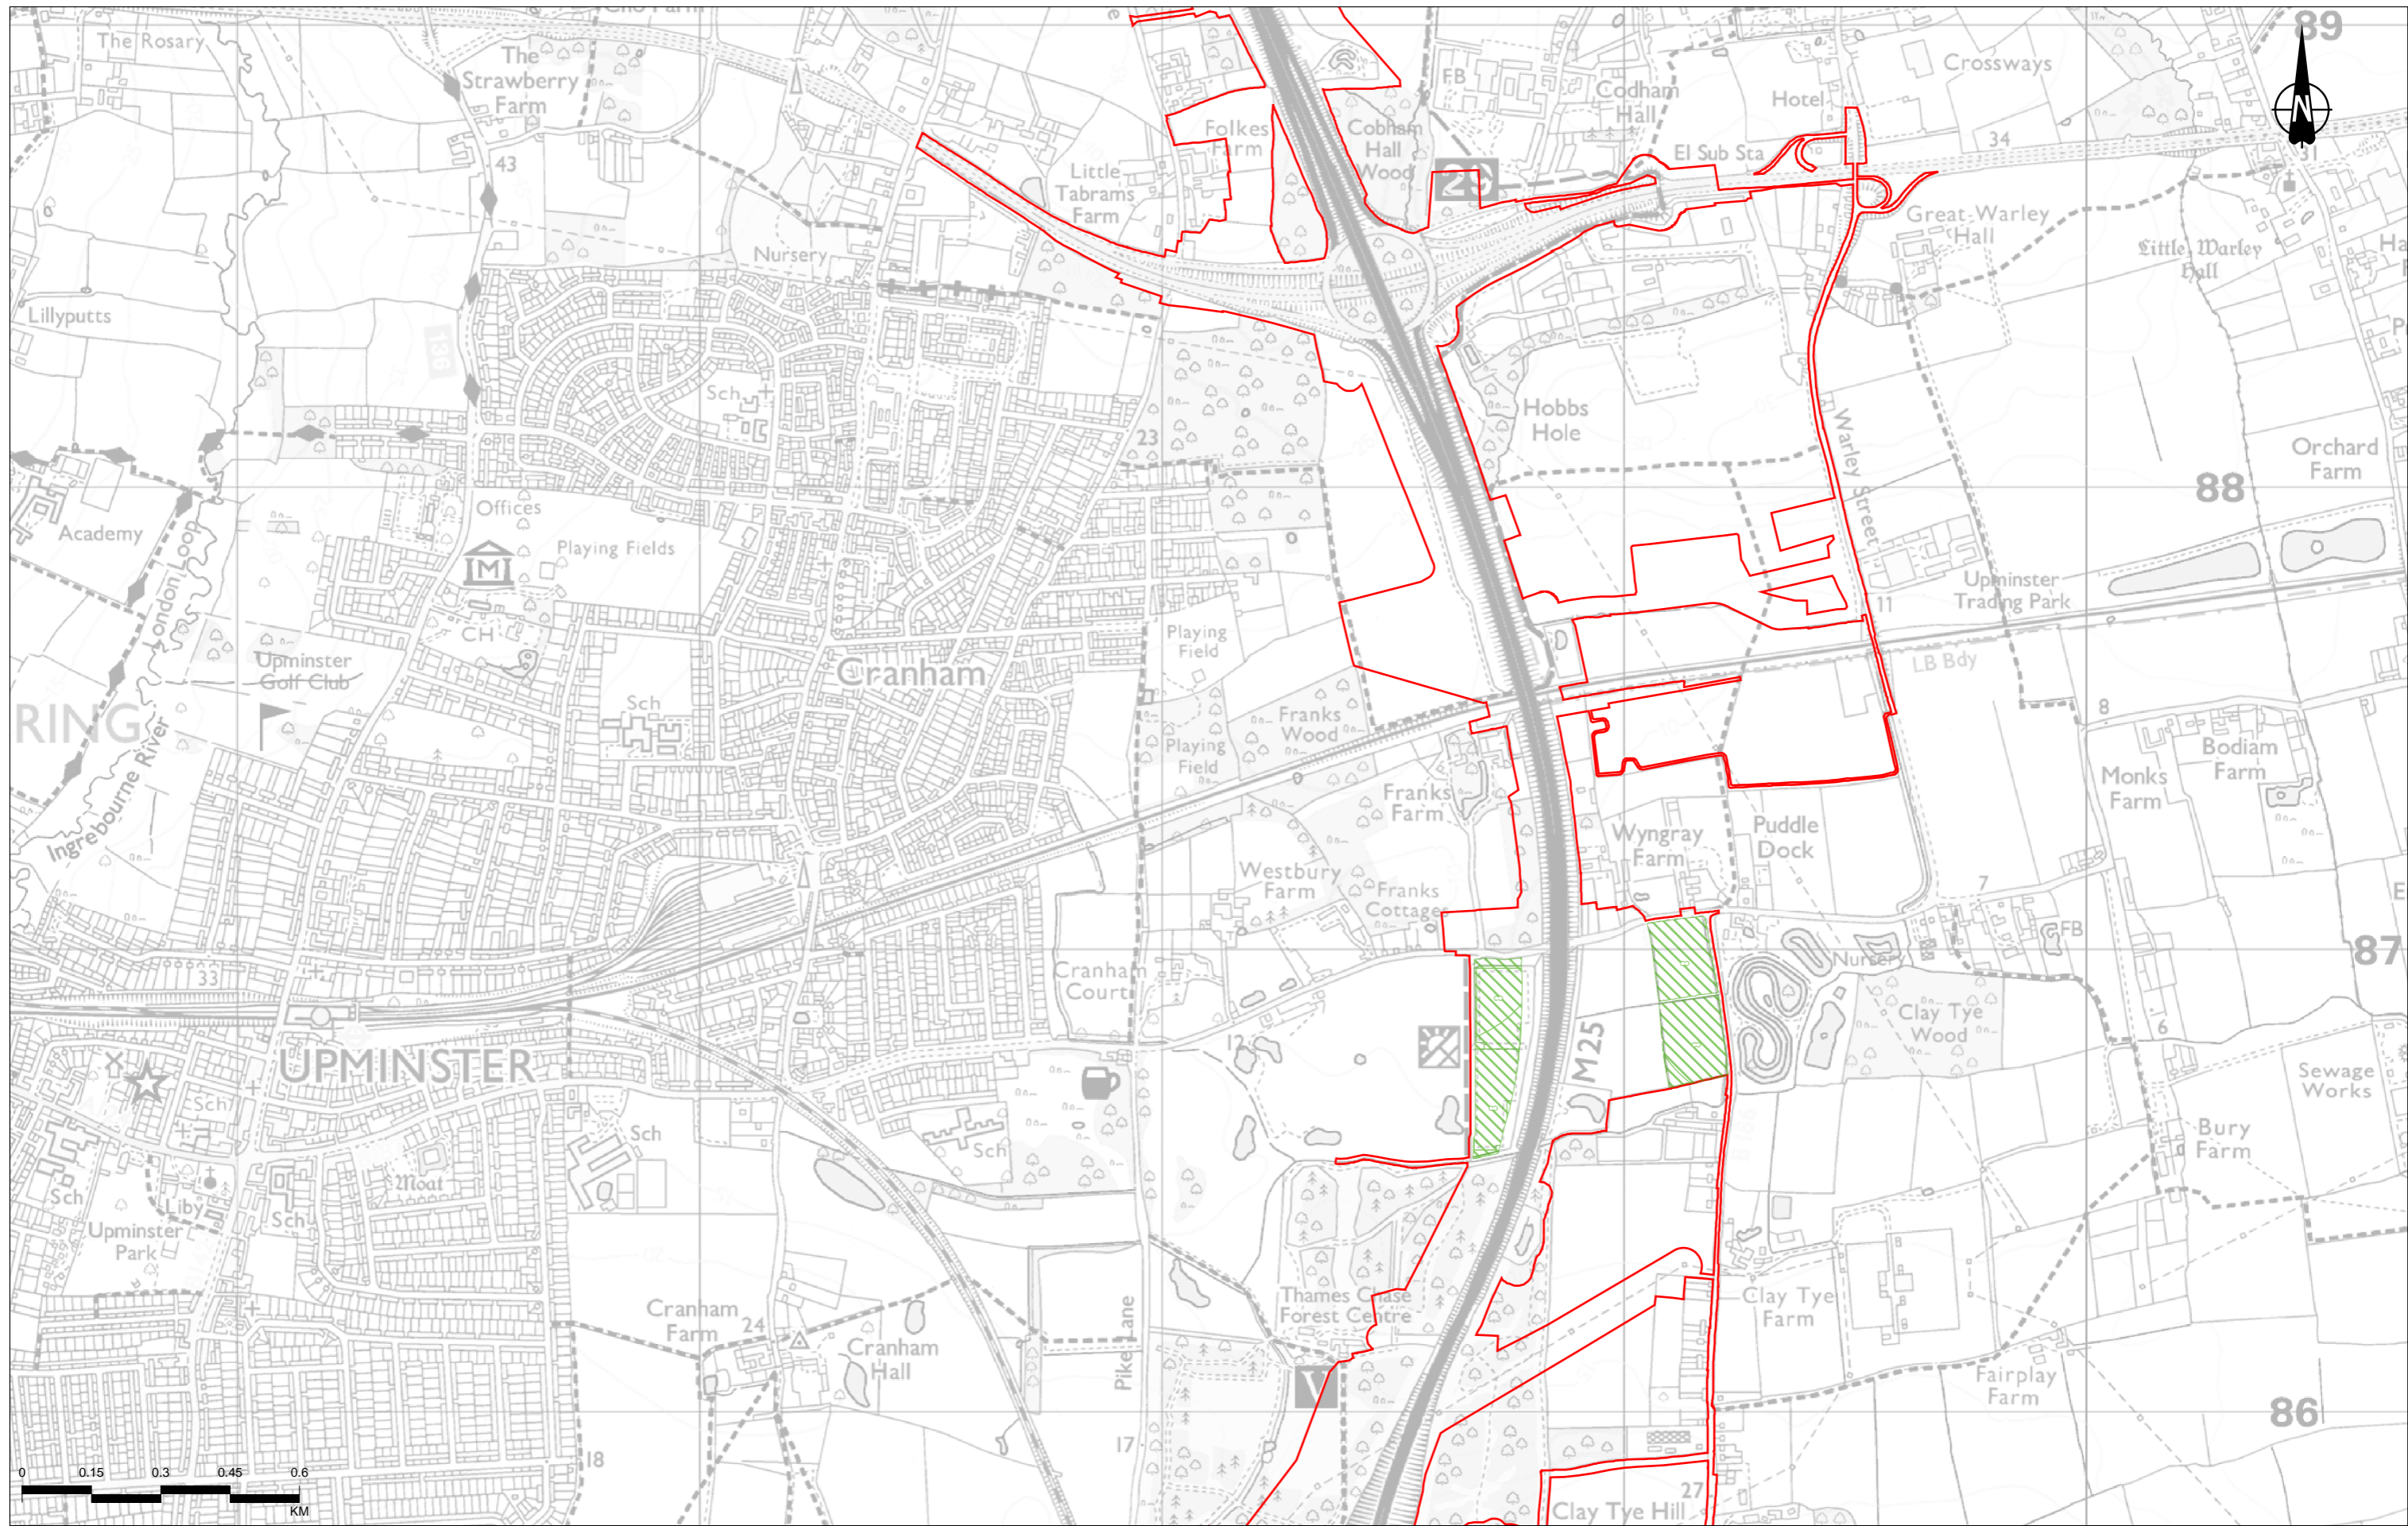 89
The Rosary
The
Strawberry
Farm
43
FB
Codham
Hall
Crossways
Hotel
N
Folkes
Farm
Cobham
Hall
Wood
29
El Sub Sta
34
31
Little
Tabrams
Farm
Great Warley
Hall
Little Warley
Hall
Nursery
Lillyputts
Sch
Hobbs
Hole
23
Warley Street
Orchard
Farm
88
Offices
Academy
Playing Fields
M
London Loop
CH
Upminster
Golf Club
Playing
Field
11
Upminster
Trading Park
LB Bdy
Cranham
Sch
RING
Franks
Wood
Playing
Field
8
Bodiam
Farm
Monks
Farm
Ingrebourne River
Franks
Farm
Wyngray
Farm
Puddle
Dock
Westbury
Farm
Franks
Cottages
7
FB
87
33
Cranham
Court
Nursery
Clay Tye
Wood
UPMINSTER
12
M25
6
Sewage
Works
Sch
Sch
Sch
Bury
Farm
Moat
Sch
Liby
Sch
Upminster
Park
Thames Chase
Forest Centre
Clay Tye
Farm
Cranham
Farm
24
Cranham
Hall
Pike Lane
V
Fairplay
Farm
86
17
18
27
Clay Tye Hill
0 0.15 0.3 0.45 0.6
KM